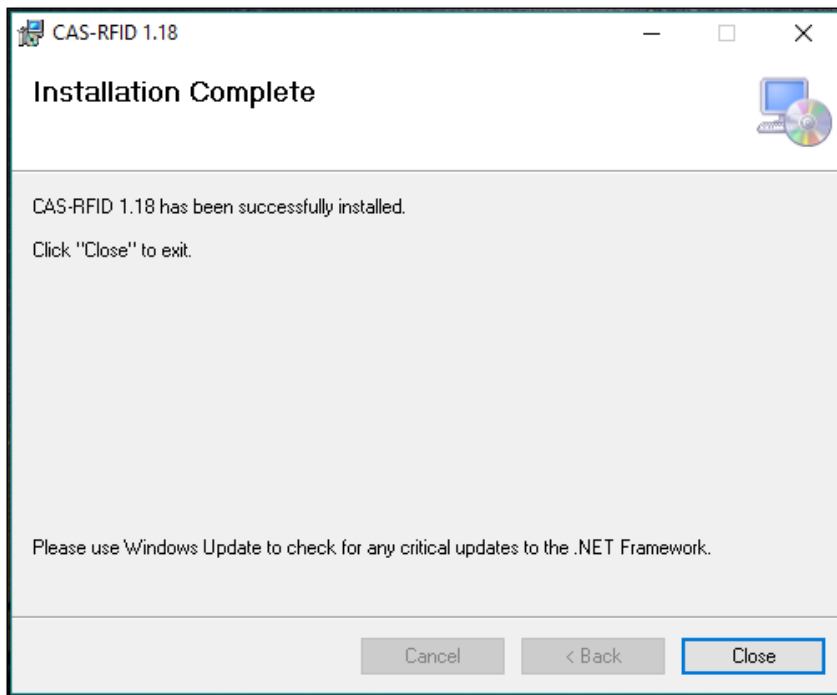 CAS-RFID 1.18
Installation Complete
CAS-RFID 1.18 has been successfully installed.
Click "Close" to exit.
Please use Windows Update to check for any critical updates to the .NET Framework.
Cancel
< Back
Close